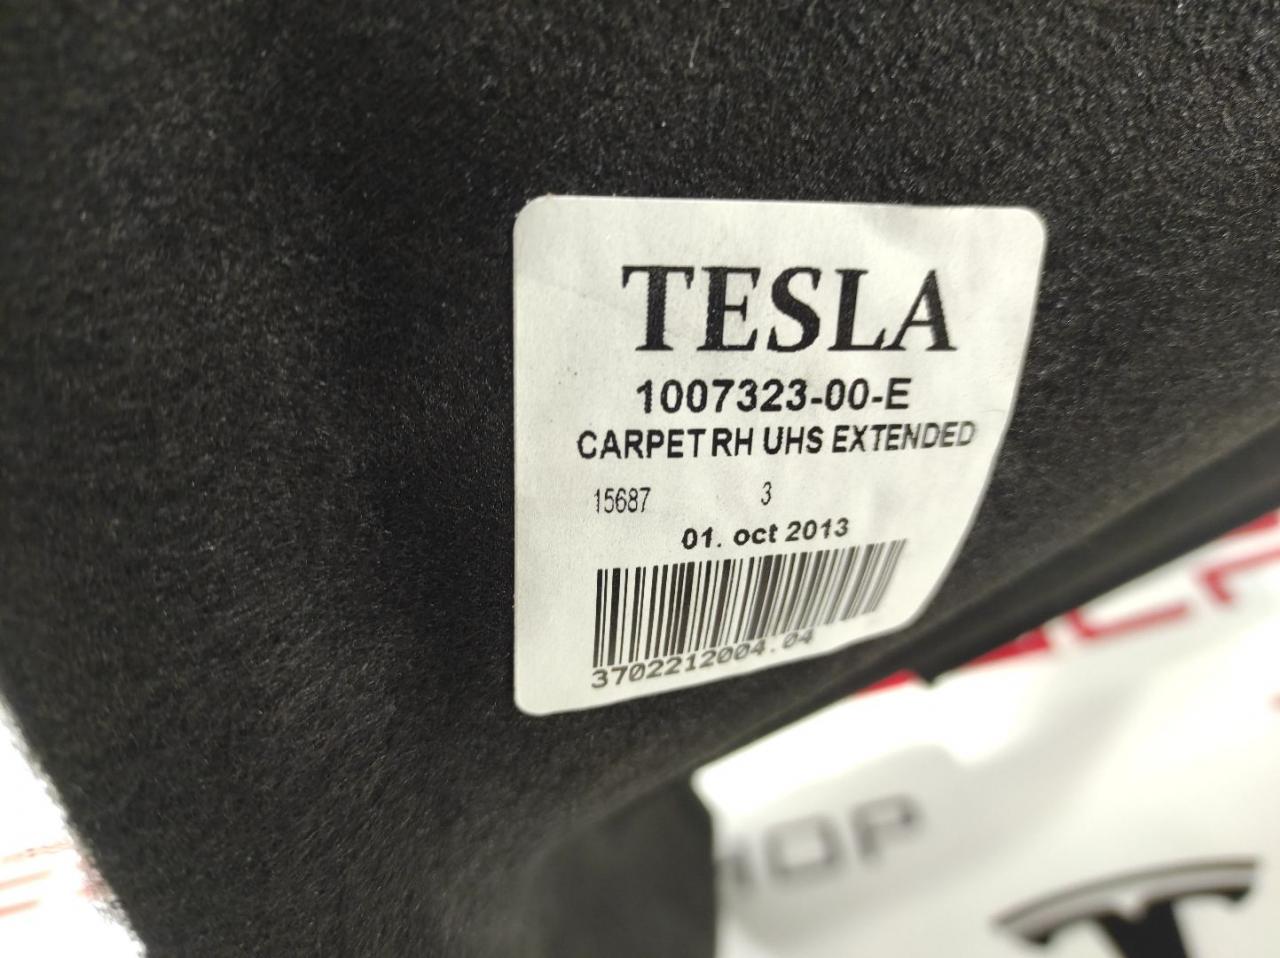 TESLA
1007323-00-E
CARPET RH UHS EXTENDED
15687 3
01. oct 2013
3702212004.04